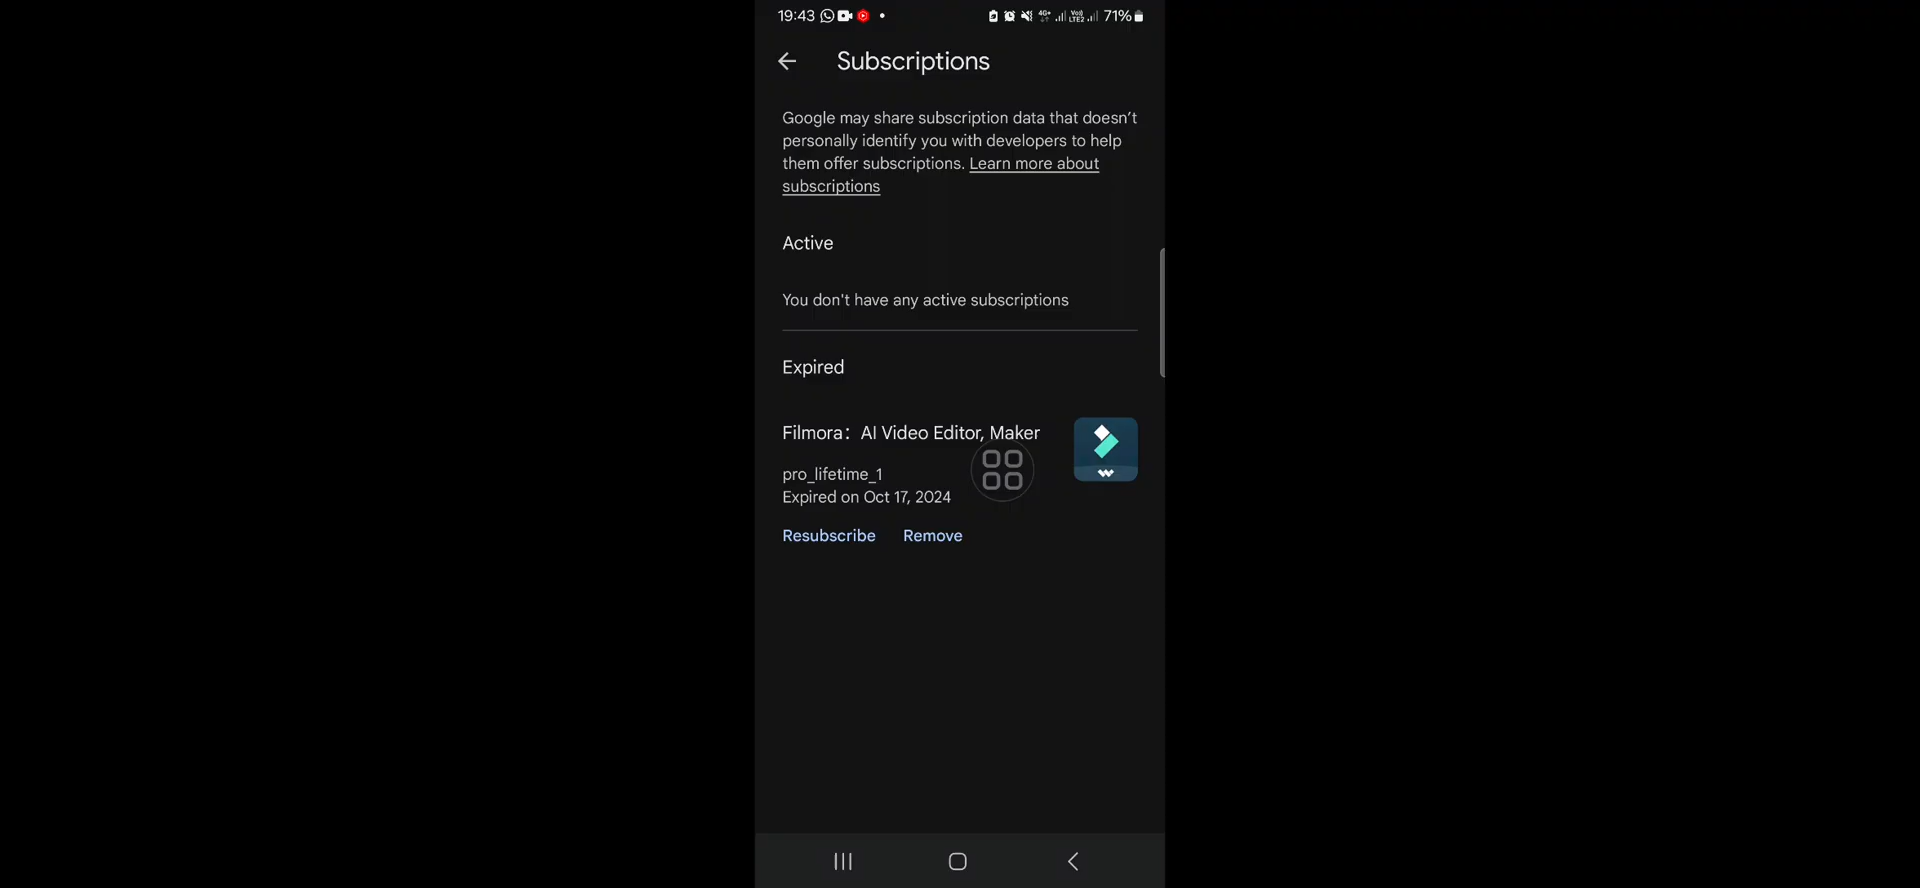 19:43 71%
Subscriptions
Google may share subscription data that doesn’t
personally identify you with developers to help
them offer subscriptions. Learn more about
subscriptions
Active
You don't have any active subscriptions
Expired
Filmora： AI Video Editor, Maker
pro_lifetime_1
Expired on Oct 17, 2024
Resubscribe Remove